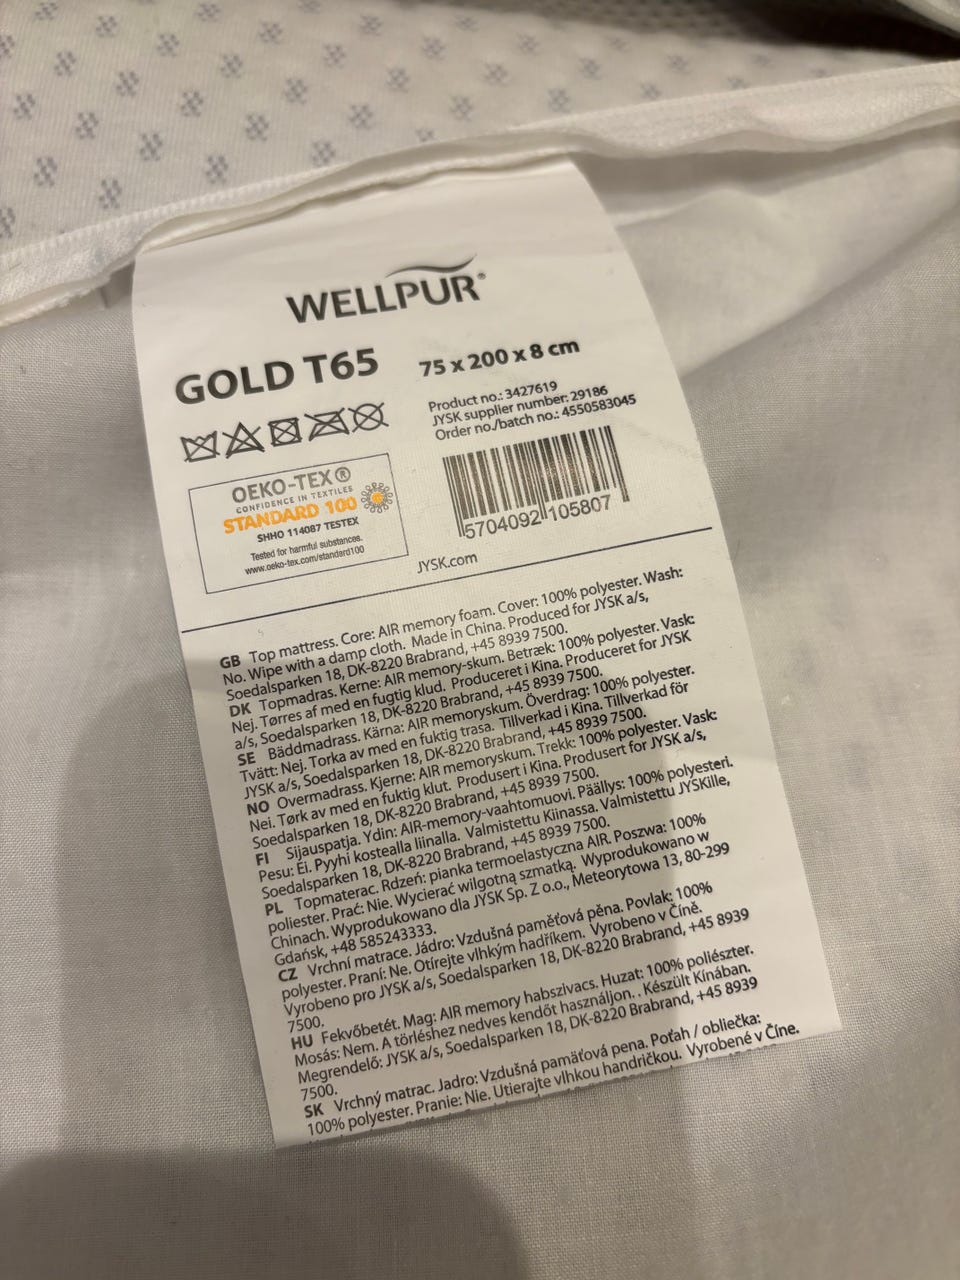 WELLPUR®
GOLD T65
75 x 200 x 8 cm
Product no.: 3427619
JYSK supplier number: 29186
Order no./batch no.: 4550583045
OEKO-TEX®
CONFIDENCE IN TEXTILES
STANDARD 100
SHHO 114087 TESTEX
Tested for harmful substances.
www.oeko-tex.com/standard100
5704092 105807
JYSK.com
GB Top mattress. Core: AIR memory foam. Cover: 100% polyester. Wash:
No. Wipe with a damp cloth. Made in China. Produced for JYSK a/s,
Soedalsparken 18, DK-8220 Brabrand, +45 8939 7500.
DK Topmadras. Kerne: AIR memory-skum. Betræk: 100% polyester. Vask:
Nej. Tørres af med en fugtig klud. Produceret i Kina. Produceret for JYSK
a/s, Soedalsparken 18, DK-8220 Brabrand, +45 8939 7500.
SE Bäddmadrass. Kärna: AIR memoryskum. Överdrag: 100% polyester.
Tvätt: Nej. Torka av med en fuktig trasa. Tillverkad i Kina. Tillverkad för
JYSK a/s, Soedalsparken 18, DK-8220 Brabrand, +45 8939 7500.
NO Overmadrass. Kjerne: AIR memoryskum. Trekk: 100% polyester. Vask:
Nei. Tørk av med en fuktig klut. Produsert i Kina. Produsert for JYSK a/s,
Soedalsparken 18, DK-8220 Brabrand, +45 8939 7500.
FI Sijauspatja. Ydin: AIR-memory-vaahtomuovi. Päällys: 100% polyesteri.
Pesu: Ei. Pyyhi kostealla liinalla. Valmistettu Kiinassa. Valmistettu JYSKille,
Soedalsparken 18, DK-8220 Brabrand, +45 8939 7500.
PL Topmaterac. Rdzeń: pianka termoelastyczna AIR. Poszwa: 100%
poliester. Prać: Nie. Wycierać wilgotną szmatką. Wyprodukowano w
Chinach. Wyprodukowano dla JYSK Sp. Z o.o., Meteorytowa 13, 80-299
Gdańsk, +48 585243333.
CZ Vrchní matrace. Jádro: Vzdušná paměťová pěna. Povlak: 100%
polyester. Praní: Ne. Otírejte vlhkým hadříkem. Vyrobeno v Číně.
Vyrobeno pro JYSK a/s, Soedalsparken 18, DK-8220 Brabrand, +45 8939
7500.
HU Fekvőbetét. Mag: AIR memory habszivacs. Huzat: 100% poliészter.
Mosás: Nem. A törléshez nedves kendőt használjon. . Készült Kínában.
Megrendelő: JYSK a/s, Soedalsparken 18, DK-8220 Brabrand, +45 8939
7500.
SK Vrchný matrac. Jadro: Vzdušná pamäťová pena. Poťah / obliečka:
100% polyester. Pranie: Nie. Utierajte vlhkou handričkou. Vyrobené v Číne.